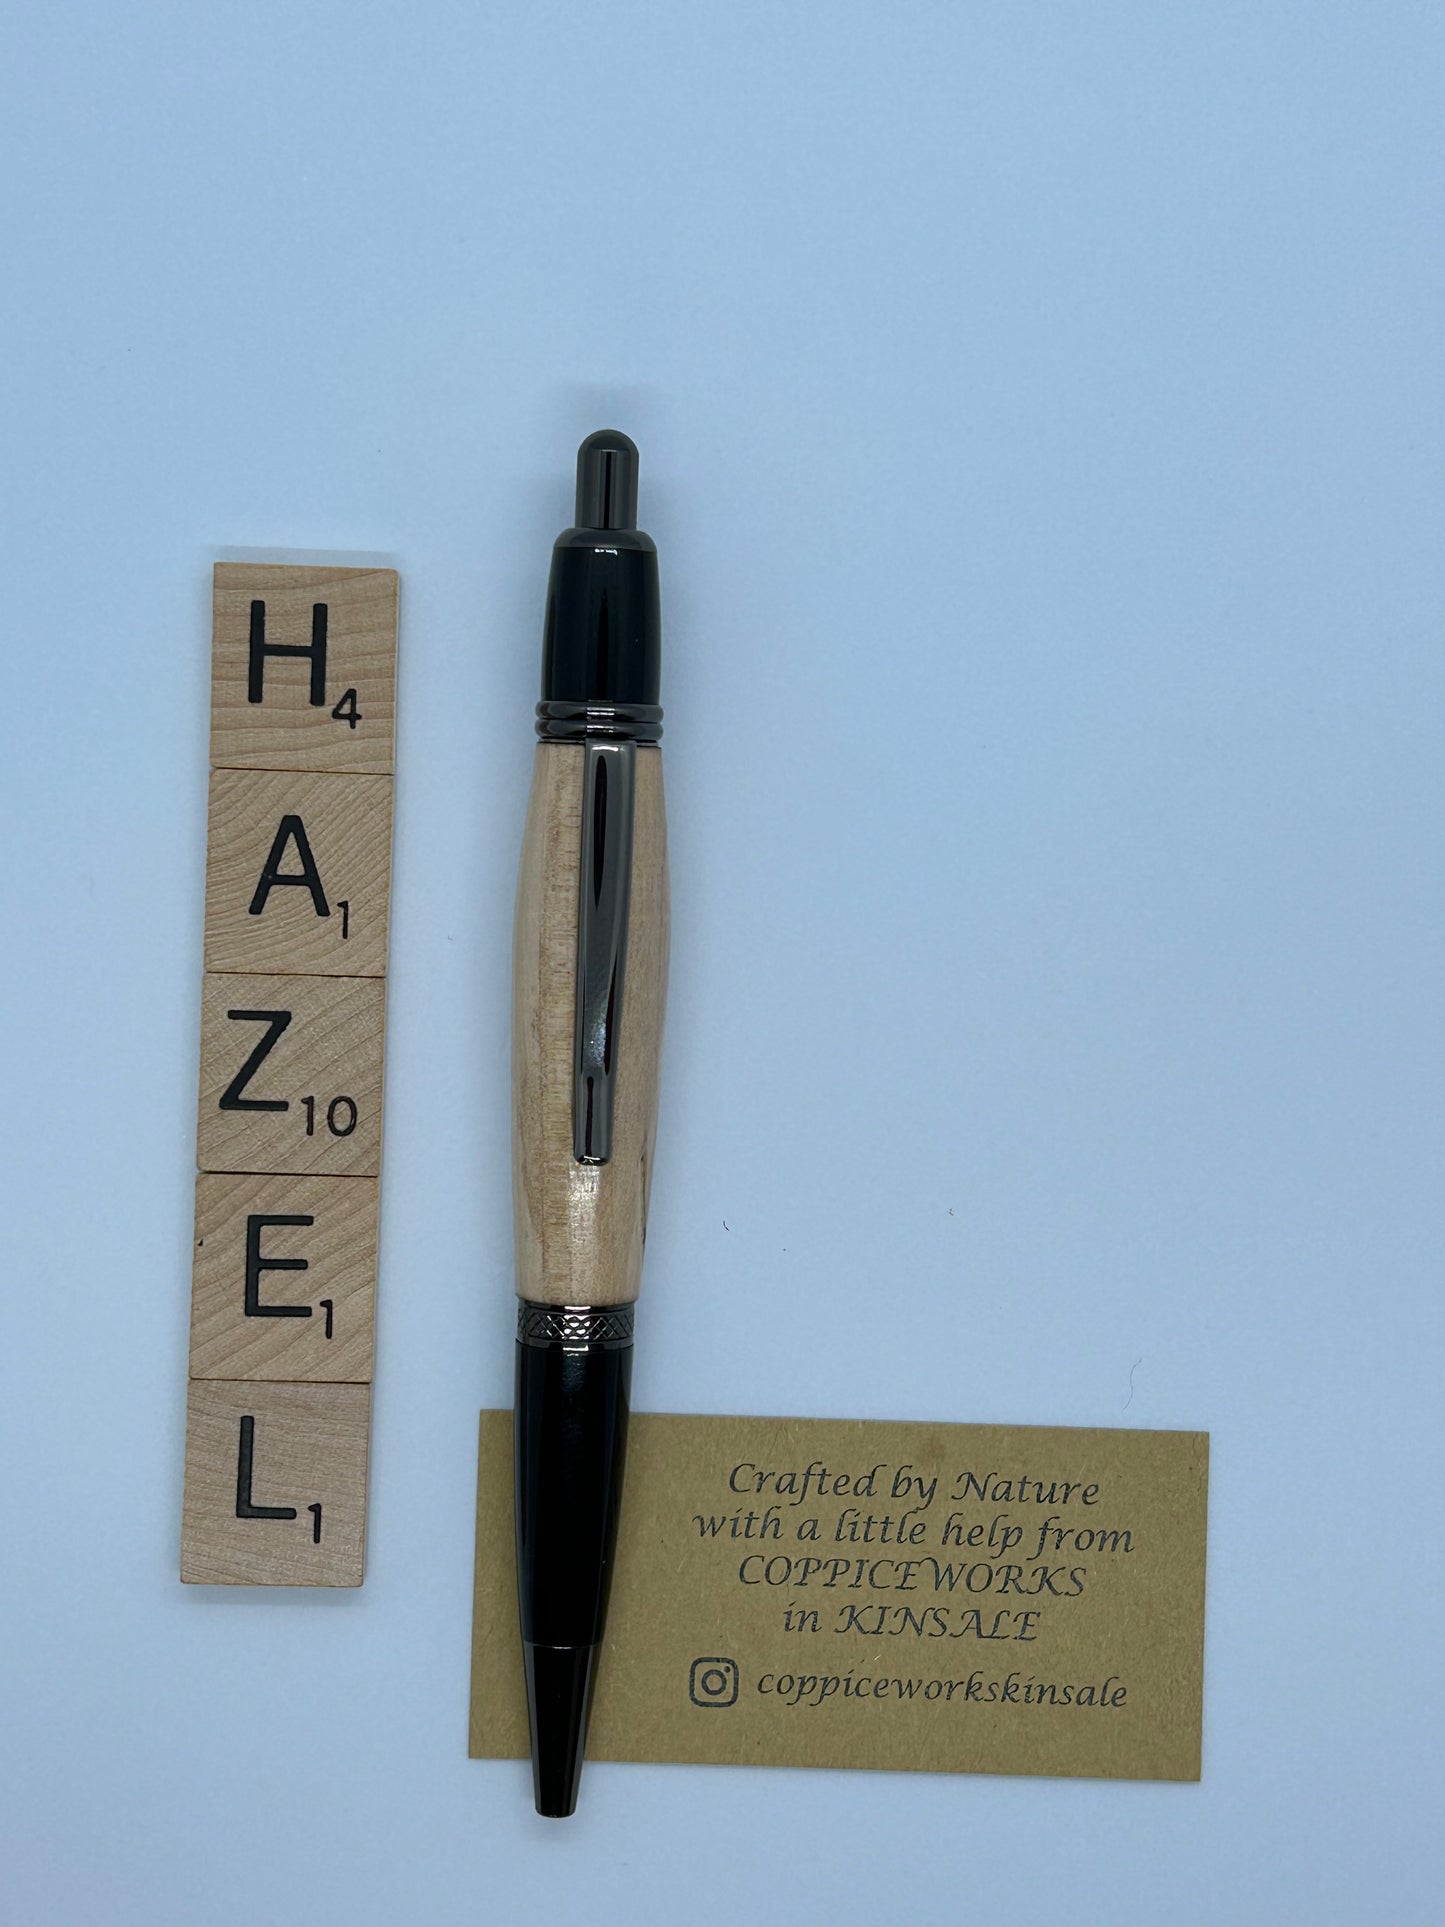 H4
A1
Z10
E1
L1
Crafted by Nature
with a little help from
COPPICEWORKS
in KINSALE
coppiceworkskinsale